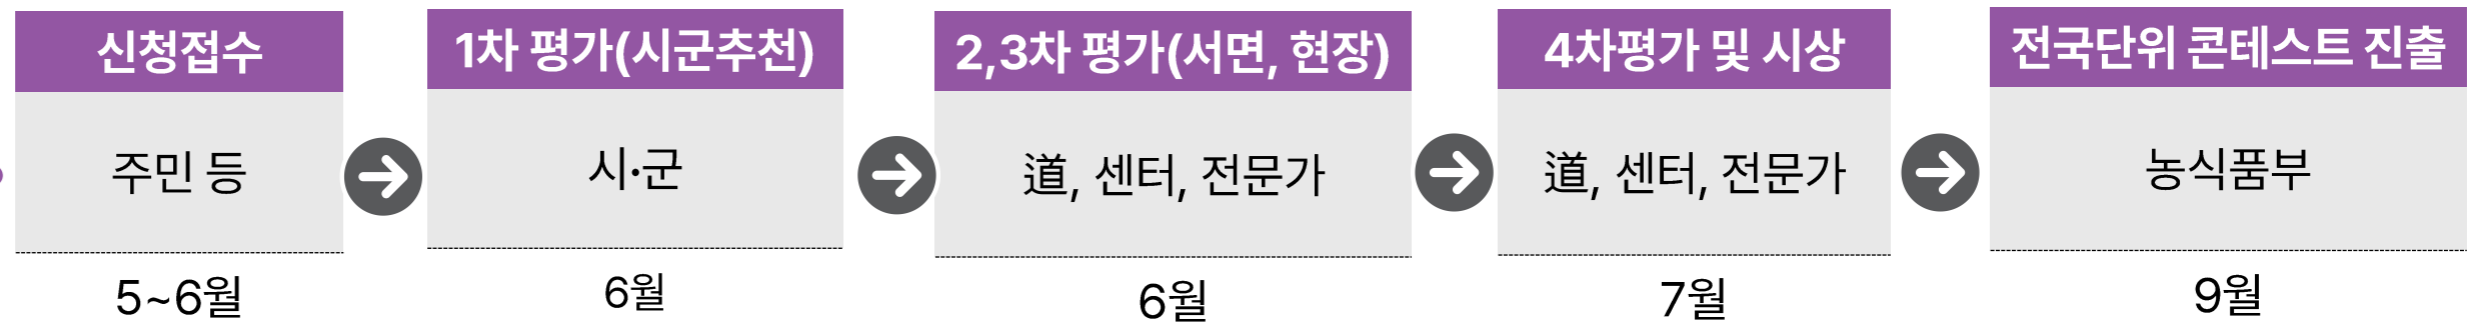 신청접수
주민 등
5~6월
1차 평가(시군추천)
시·군
6월
2,3차 평가(서면, 현장)
道, 센터, 전문가
6월
4차평가 및 시상
道, 센터, 전문가
7월
전국단위 콘테스트 진출
농식품부
9월